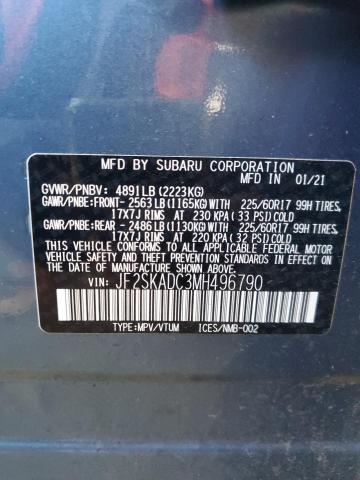 MFD. BY SUBARU CORPORATION 01/21
GVWR/PNBV: 4891LB (2223KG)
GAWR/PNBE:FRONT- 2563 LB (1165KG) WITH 225/60R17 99H TIRES,
17X7J RIMS AT 230 KPA ( 33 PSI) COLD
GAWR/PNBE:REAR - 2486 LB (1130KG) WITH 225/60R17 99H TIRES,
17X7J RIMS AT 220 KPA ( 32 PSI) COLD
THIS VEHICLE CONFORMS TO ALL APPLICABLE FEDERAL MOTOR VEHICLE
SAFETY, BUMPER, AND THEFT PREVENTION STANDARDS IN EFFECT ON THE
DATE OF MANUFACTURE SHOWN ABOVE.
VIN: JF2SKADC3MH496790
TYPE:MPV/VTUM ICES/NMB-002